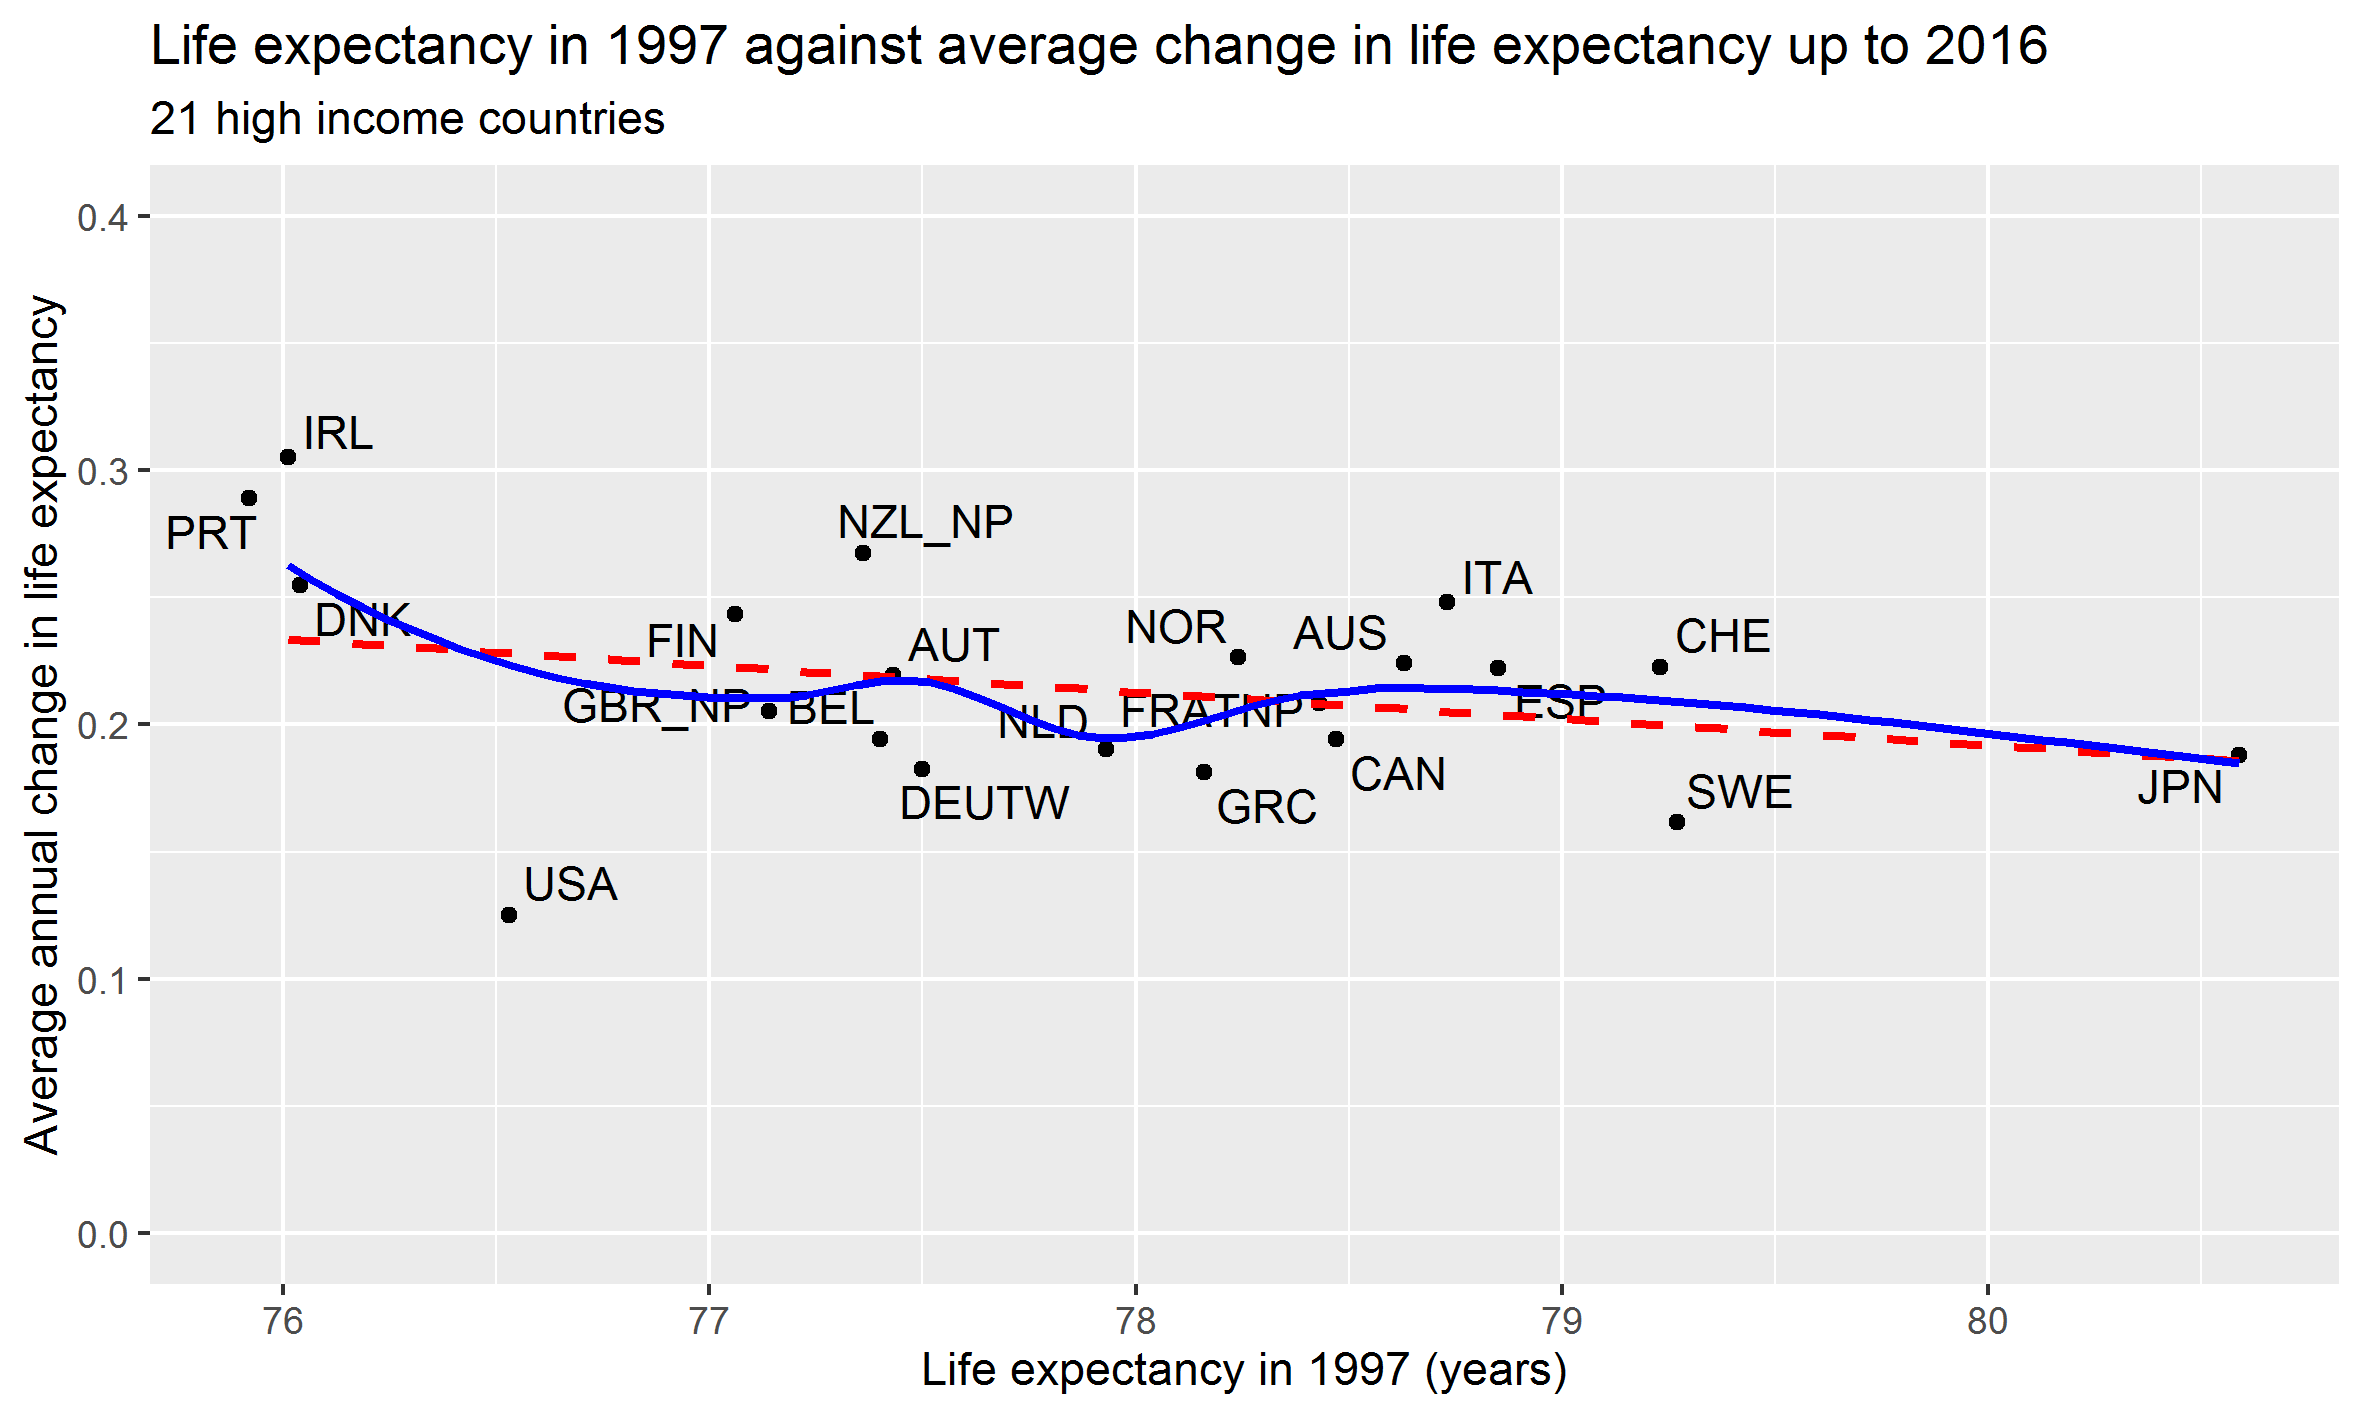 Life expectancy in 1997 against average change in life expectancy up to 2016
21 high income countries
Average annual change in life expectancy
0.4
0.3
0.2
0.1
0.0
IRL
PRT
DNK
NZL_NP
FIN
AUT
GBR_NP
BEL
NLD
DEUTW
USA
NOR
AUS
ITA
CHE
FRATNP
ESP
CAN
GRC
SWE
JPN
76
77
78
79
80
Life expectancy in 1997 (years)